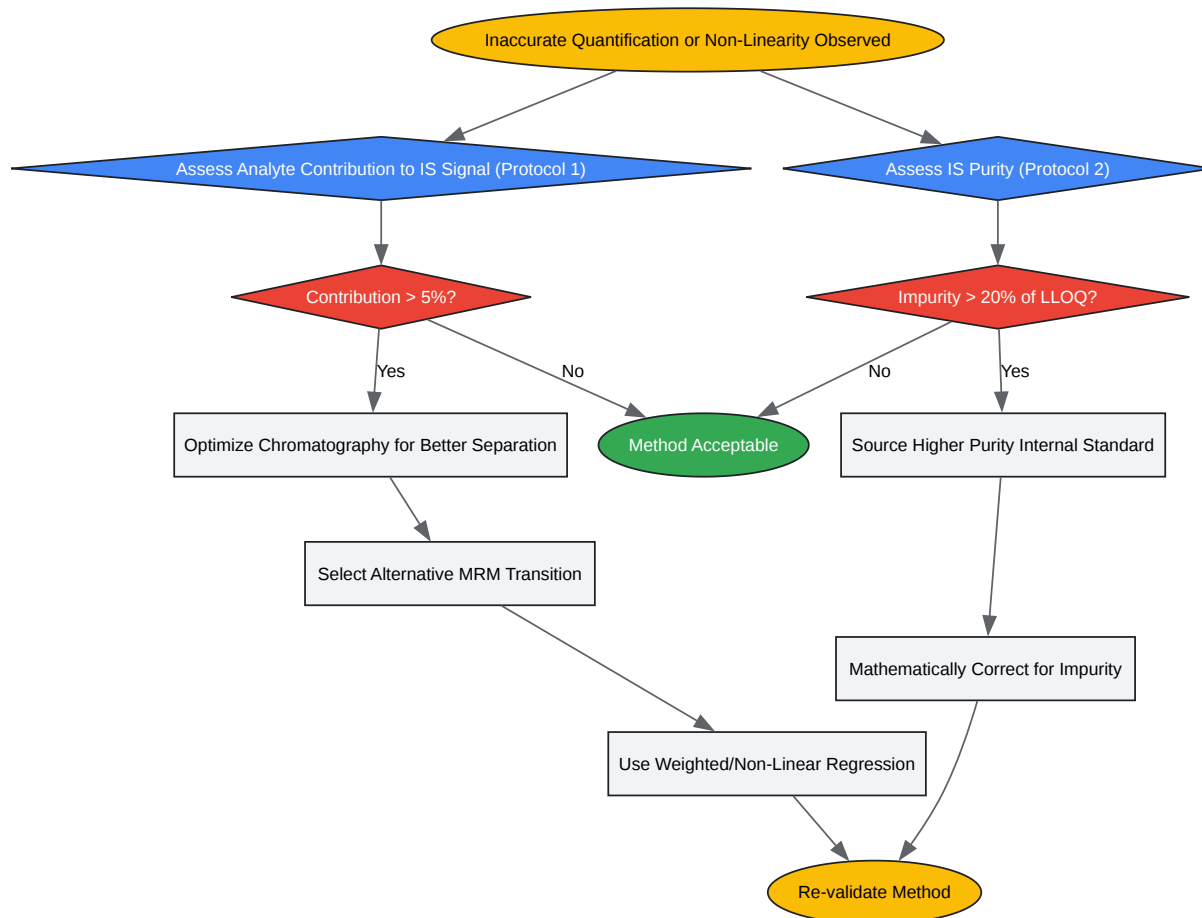 Inaccurate Quantification or Non-Linearity Observed
Assess Analyte Contribution to IS Signal (Protocol 1)
Assess IS Purity (Protocol 2)
Contribution > 5%?
Impurity > 20% of LLOQ?
Yes
No
No
Yes
Optimize Chromatography for Better Separation
Method Acceptable
Source Higher Purity Internal Standard
Select Alternative MRM Transition
Mathematically Correct for Impurity
Use Weighted/Non-Linear Regression
Re-validate Method